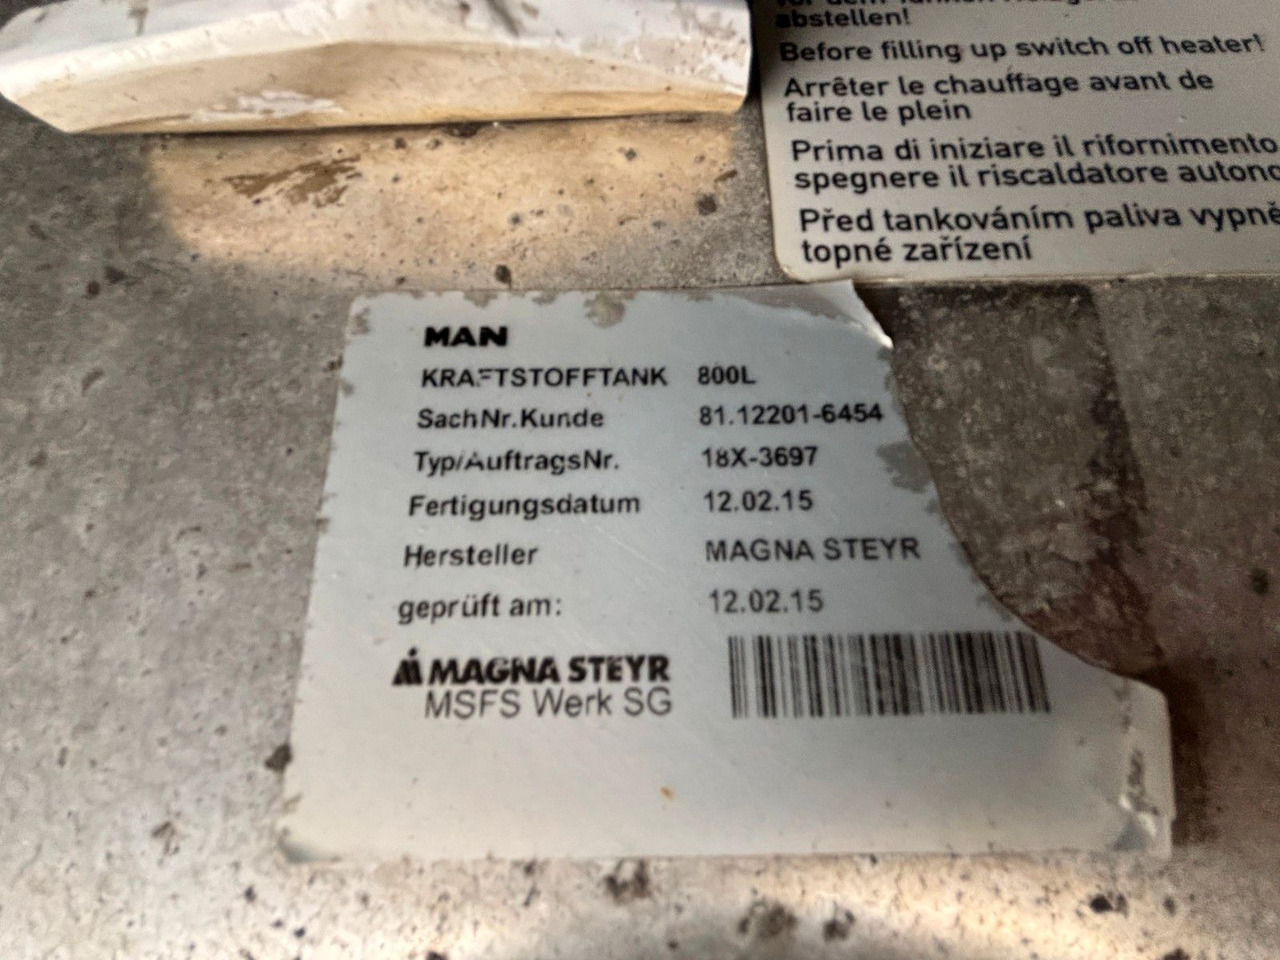 abstellen!
Before filling up switch off heater!
Arrêter le chauffage avant de
faire le plein
Prima di iniziare il rifornimento
spegnere il riscaldatore
Před tankováním paliva
topné zařízení
MAN
KRAFTSTOFFTANK 800L
SachNr.Kunde 81.12201-6454
Typ/AuftragsNr. 18X-3697
Fertigungsdatum 12.02.15
Hersteller MAGNA STEYR
geprüft am: 12.02.15
MAGNA STEYR
MSFS Werk SG